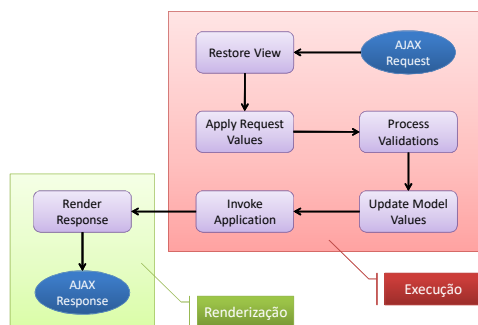 Restore View
AJAX
Request
Apply Request
Values
Process
Validations
Render
Response
Invoke
Application
Update Model
Values
AJAX
Response
Execução
Renderização